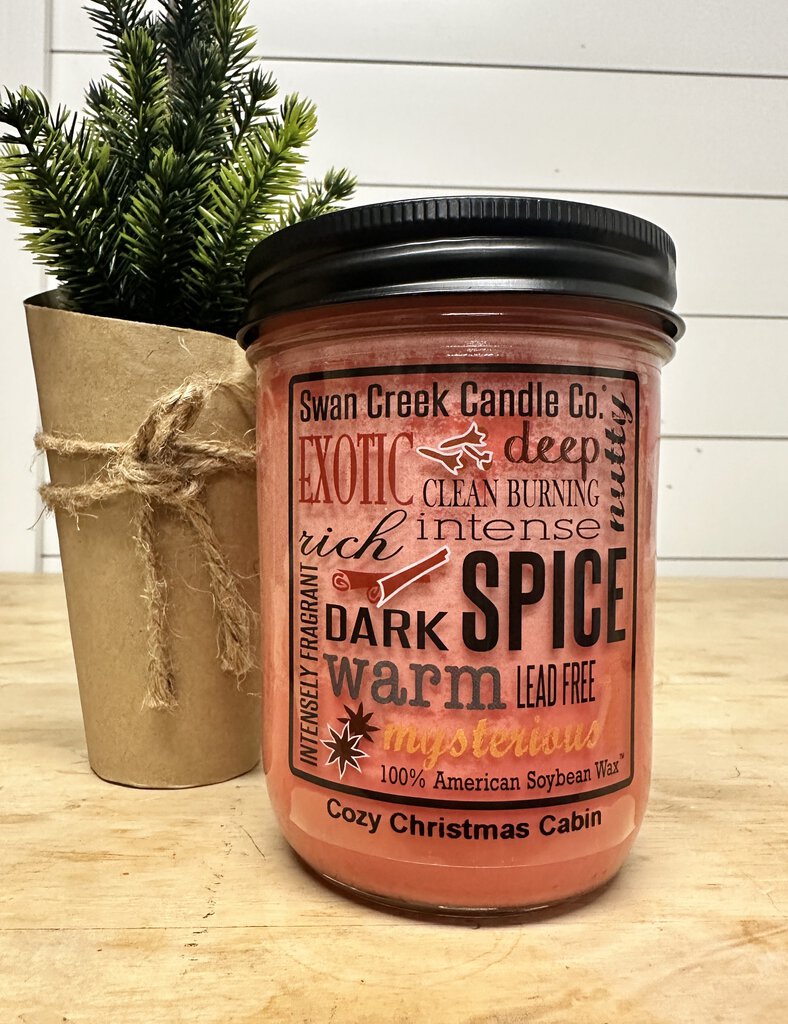 Swan Creek Candle Co.®
EXOTIC
deep
nutty
CLEAN BURNING
rich
intense
SPICE
INTENSELY FRAGRANT
DARK
warm
LEAD FREE
mysterious
100% American Soybean Wax™
Cozy Christmas Cabin